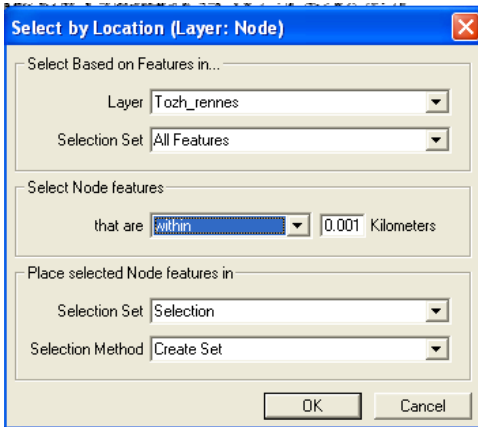 Select by Location (Layer: Node)
Select Based on Features in...
Layer Tozh_rennes
Selection Set All Features
Select Node features
that are within 0.001 Kilometers
Place selected Node features in
Selection Set Selection
Selection Method Create Set
OK Cancel